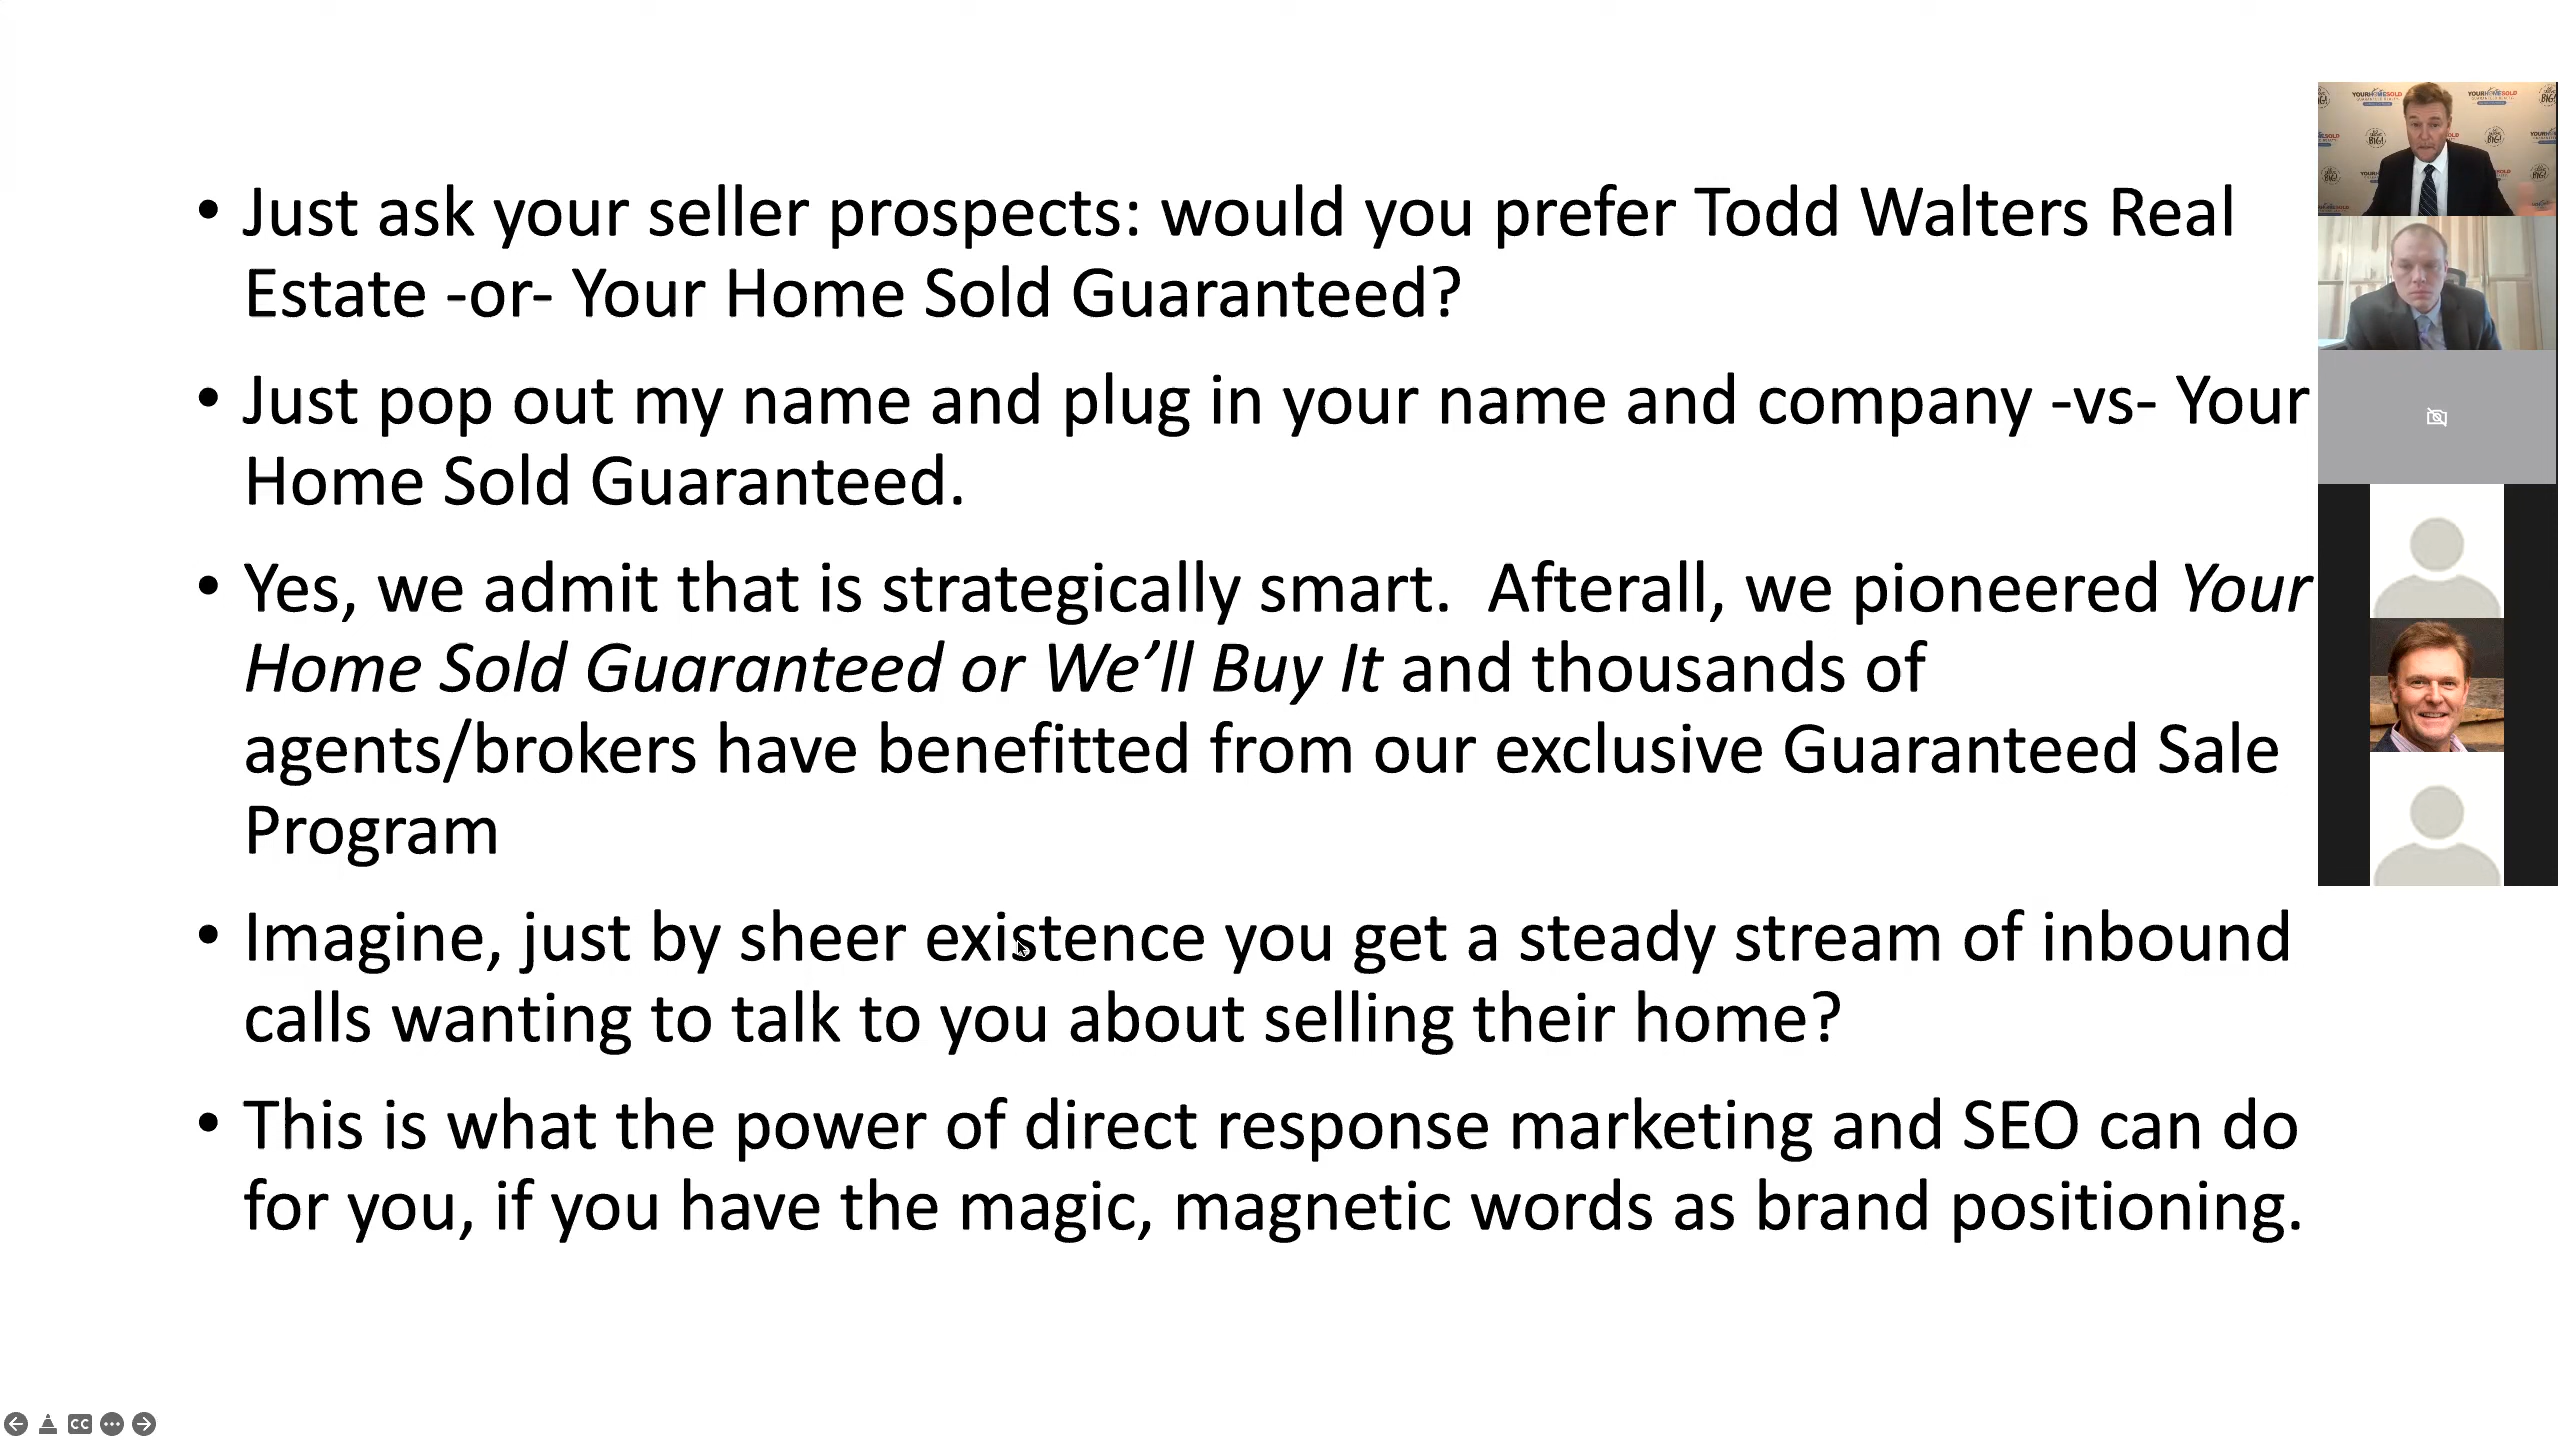 • Just ask your seller prospects: would you prefer Todd Walters Real
Estate -or- Your Home Sold Guaranteed?
• Just pop out my name and plug in your name and company -vs- Your
Home Sold Guaranteed.
• Yes, we admit that is strategically smart.  Afterall, we pioneered Your
Home Sold Guaranteed or We’ll Buy It and thousands of
agents/brokers have benefitted from our exclusive Guaranteed Sale
Program
• Imagine, just by sheer existence you get a steady stream of inbound
calls wanting to talk to you about selling their home?
• This is what the power of direct response marketing and SEO can do
for you, if you have the magic, magnetic words as brand positioning.
YOURHOMESOLD
YOURHOMESOLD
BIG!
BIG!
CC